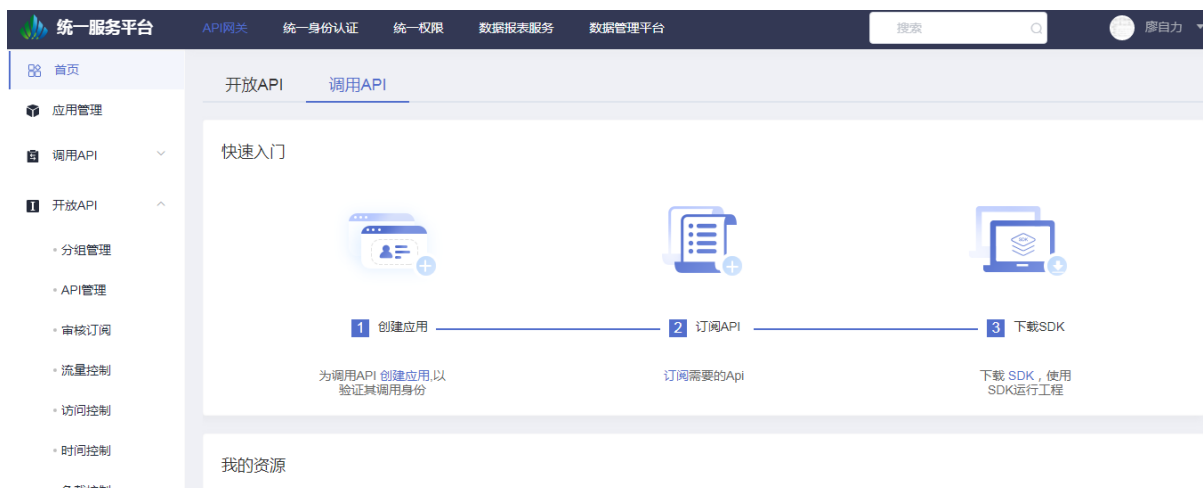 统一服务平台
API网关 统一身份认证 统一权限 数据报表服务 数据管理平台
搜索
廖自力
首页
应用管理
调用API
开放API
分组管理
API管理
审核订阅
流量控制
访问控制
时间控制
开放API 调用API
快速入门
1 创建应用
2 订阅API
3 下载SDK
为调用API 创建应用,以
验证其调用身份
订阅需要的Api
下载 SDK，使用
SDK运行工程
我的资源